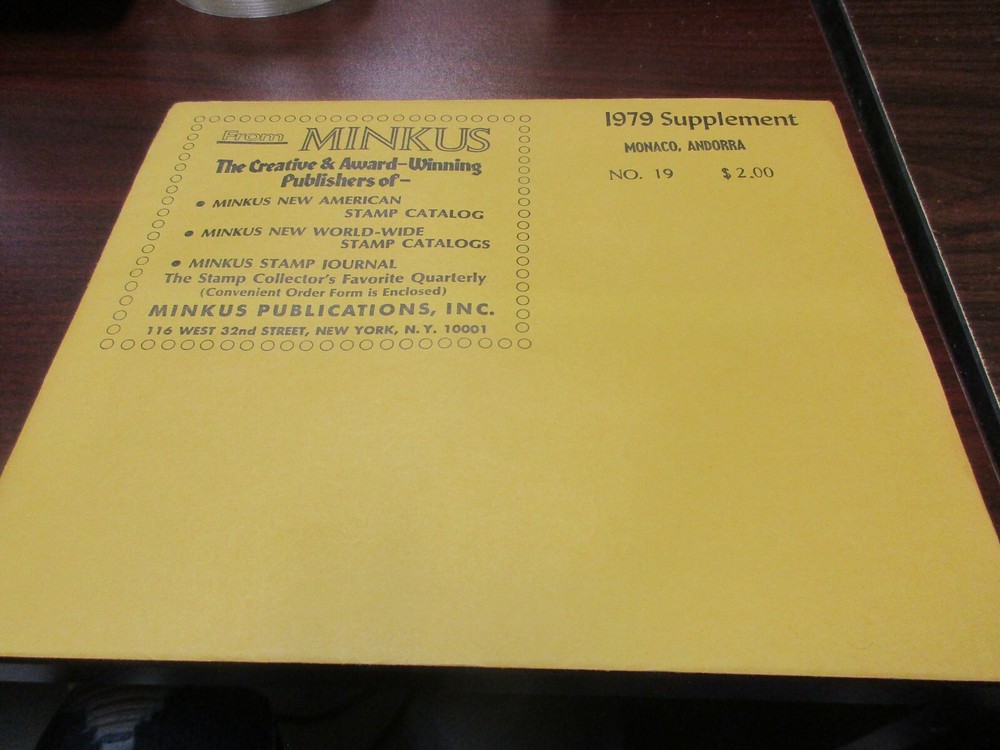 From MINKUS
The Creative & Award-Winning
Publishers of-
• MINKUS NEW AMERICAN
STAMP CATALOG
• MINKUS NEW WORLD-WIDE
STAMP CATALOGS
• MINKUS STAMP JOURNAL
The Stamp Collector's Favorite Quarterly
(Convenient Order Form is Enclosed)
MINKUS PUBLICATIONS, INC.
116 WEST 32nd STREET, NEW YORK, N.Y. 10001
1979 Supplement
MONACO, ANDORRA
NO. 19 $2.00